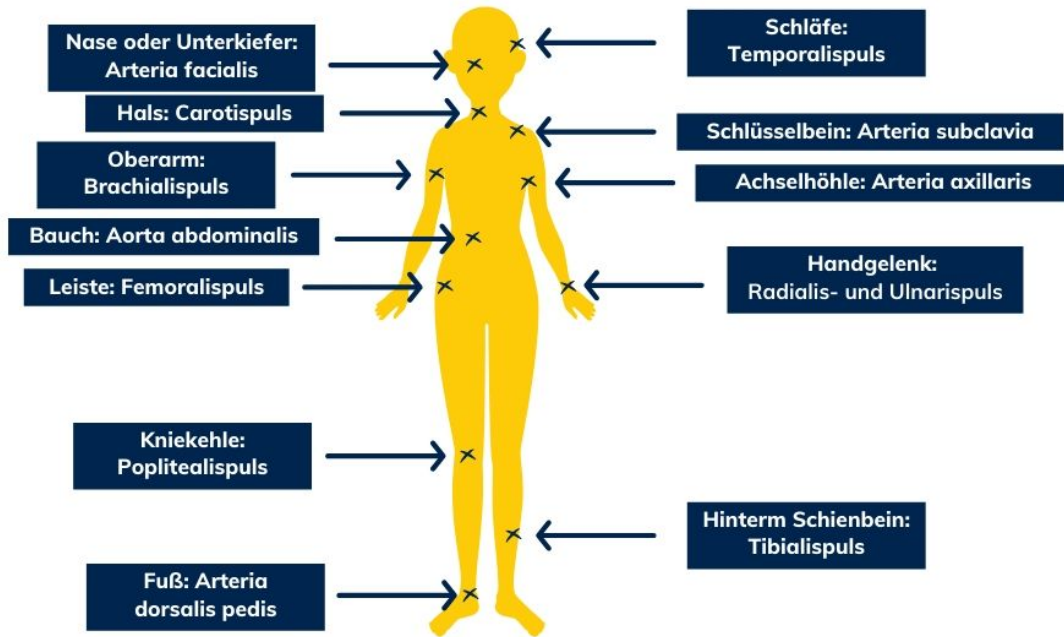 Nase oder Unterkiefer:
Arteria facialis
Hals: Carotispuls
Oberarm:
Brachialispuls
Bauch: Aorta abdominalis
Leiste: Femoralispuls
Kniekehle:
Poplitealispuls
Fuß: Arteria
dorsalis pedis
Schläfe:
Temporalispuls
Schlüsselbein: Arteria subclavia
Achselhöhle: Arteria axillaris
Handgelenk:
Radialis- und Ulnarispuls
Hinterm Schienbein:
Tibialispuls